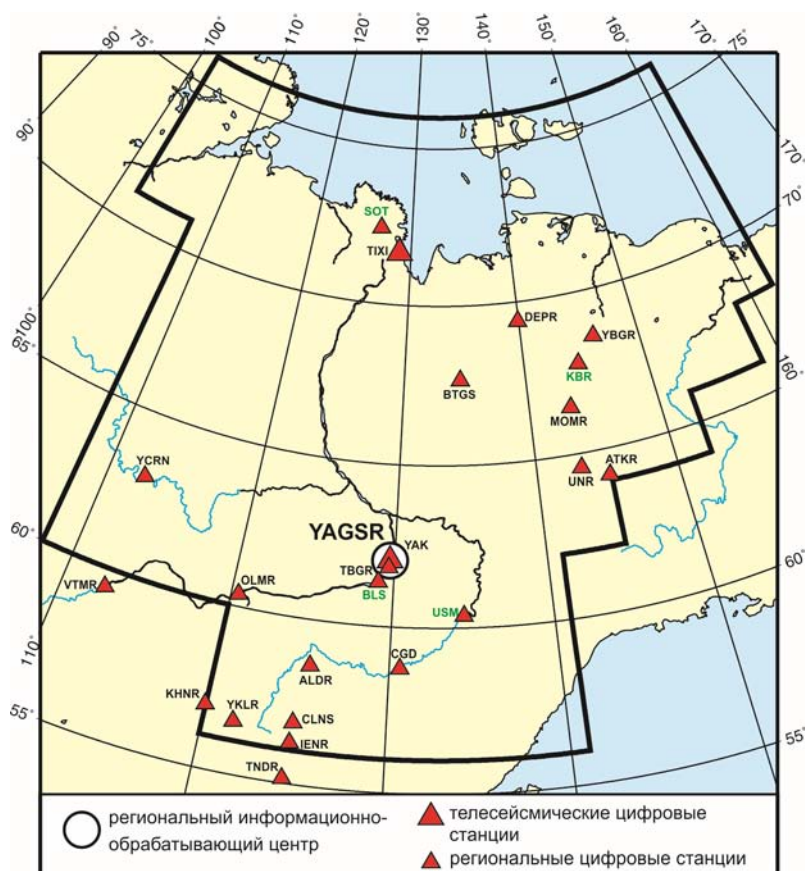 90°
75°
100°
110°
120°
130°
140°
150°
160°
170°
75°
90°
170°
70°
SOT
TIXI
DEPR
YBGR
100°
65°
KBR
BTGS
160°
65°
MOMR
YCRN
ATKR
UNR
60°
YAGSR
YAK
TBGR
VTMR
OLMR
BLS
USM
60°
CGD
110°
ALDR
KHNR
YKLR
CLNS
55°
IENR
55°
TNDR
региональный информационно-
обрабатывающий центр
телесейсмические цифровые
станции
региональные цифровые станции